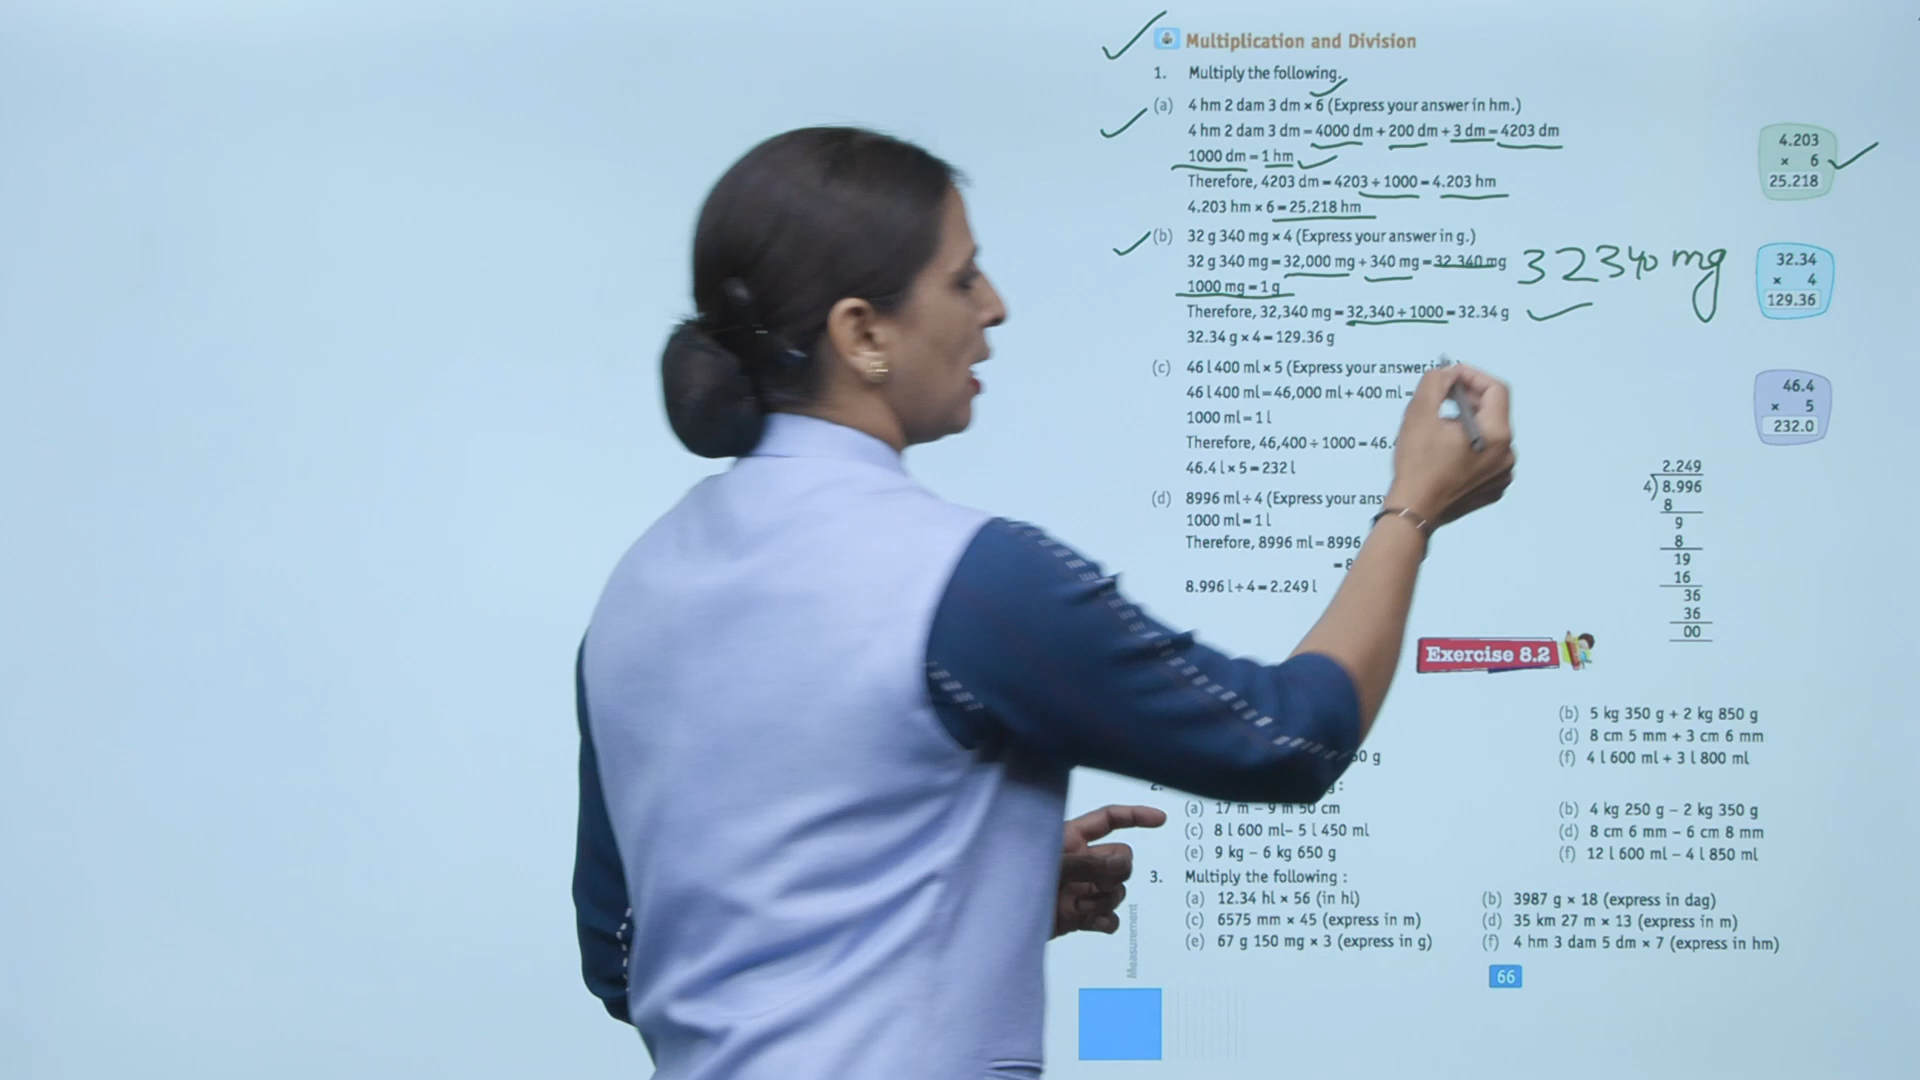 Multiplication and Division
1. Multiply the following.
(a) 4 hm 2 dam 3 dm × 6 (Express your answer in hm.)
4 hm 2 dam 3 dm = 4000 dm + 200 dm + 3 dm = 4203 dm
1000 dm = 1 hm
Therefore, 4203 dm = 4203 ÷ 1000 = 4.203 hm
4.203 hm × 6 = 25.218 hm
4.203
× 6
25.218
(b) 32 g 340 mg × 4 (Express your answer in g.)
32 g 340 mg = 32,000 mg + 340 mg = 32 340 mg
32340 mg
1000 mg = 1 g
Therefore, 32,340 mg = 32,340 ÷ 1000 = 32.34 g
32.34 g × 4 = 129.36 g
32.34
× 4
129.36
(c) 46 l 400 ml × 5 (Express your answer
46 l 400 ml = 46,000 ml + 400 ml =
1000 ml = 1 l
Therefore, 46,400 ÷ 1000 = 46.
46.4 l × 5 = 232 l
46.4
× 5
232.0
(d) 8996 ml ÷ 4 (Express your
1000 ml = 1 l
Therefore, 8996 ml = 8996
= 8
8.996 l ÷ 4 = 2.249 l
2.249
4)8.996
8
9
8
19
16
36
36
00
Exercise 8.2
(b) 5 kg 350 g + 2 kg 850 g
(d) 8 cm 5 mm + 3 cm 6 mm
g (f) 4 l 600 ml + 3 l 800 ml
2.
(a) 17 m – 9 m 50 cm (b) 4 kg 250 g – 2 kg 350 g
(c) 8 l 600 ml– 5 l 450 ml (d) 8 cm 6 mm – 6 cm 8 mm
(e) 9 kg – 6 kg 650 g (f) 12 l 600 ml – 4 l 850 ml
3. Multiply the following :
(a) 12.34 hl × 56 (in hl) (b) 3987 g × 18 (express in dag)
(c) 6575 mm × 45 (express in m) (d) 35 km 27 m × 13 (express in m)
(e) 67 g 150 mg × 3 (express in g) (f) 4 hm 3 dam 5 dm × 7 (express in hm)
Measurement
66